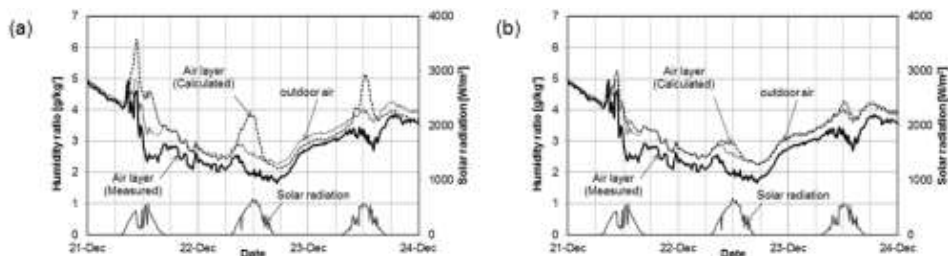 (a)
7
6
5
4
3
2
1
0
Humidity ratio [g/kg']
4000
3000
2000
1000
0
Solar radiation [W/m²]
Air layer
(Calculated)
outdoor air
Air layer
(Measured)
Solar radiation
21-Dec
22-Dec
23-Dec
24-Dec
Date
(b)
7
6
5
4
3
2
1
0
Humidity ratio [g/kg']
4000
3000
2000
1000
0
Solar radiation [W/m²]
Air layer
(Calculated)
outdoor air
Air layer
(Measured)
Solar radiation
21-Dec
22-Dec
23-Dec
24-Dec
Date